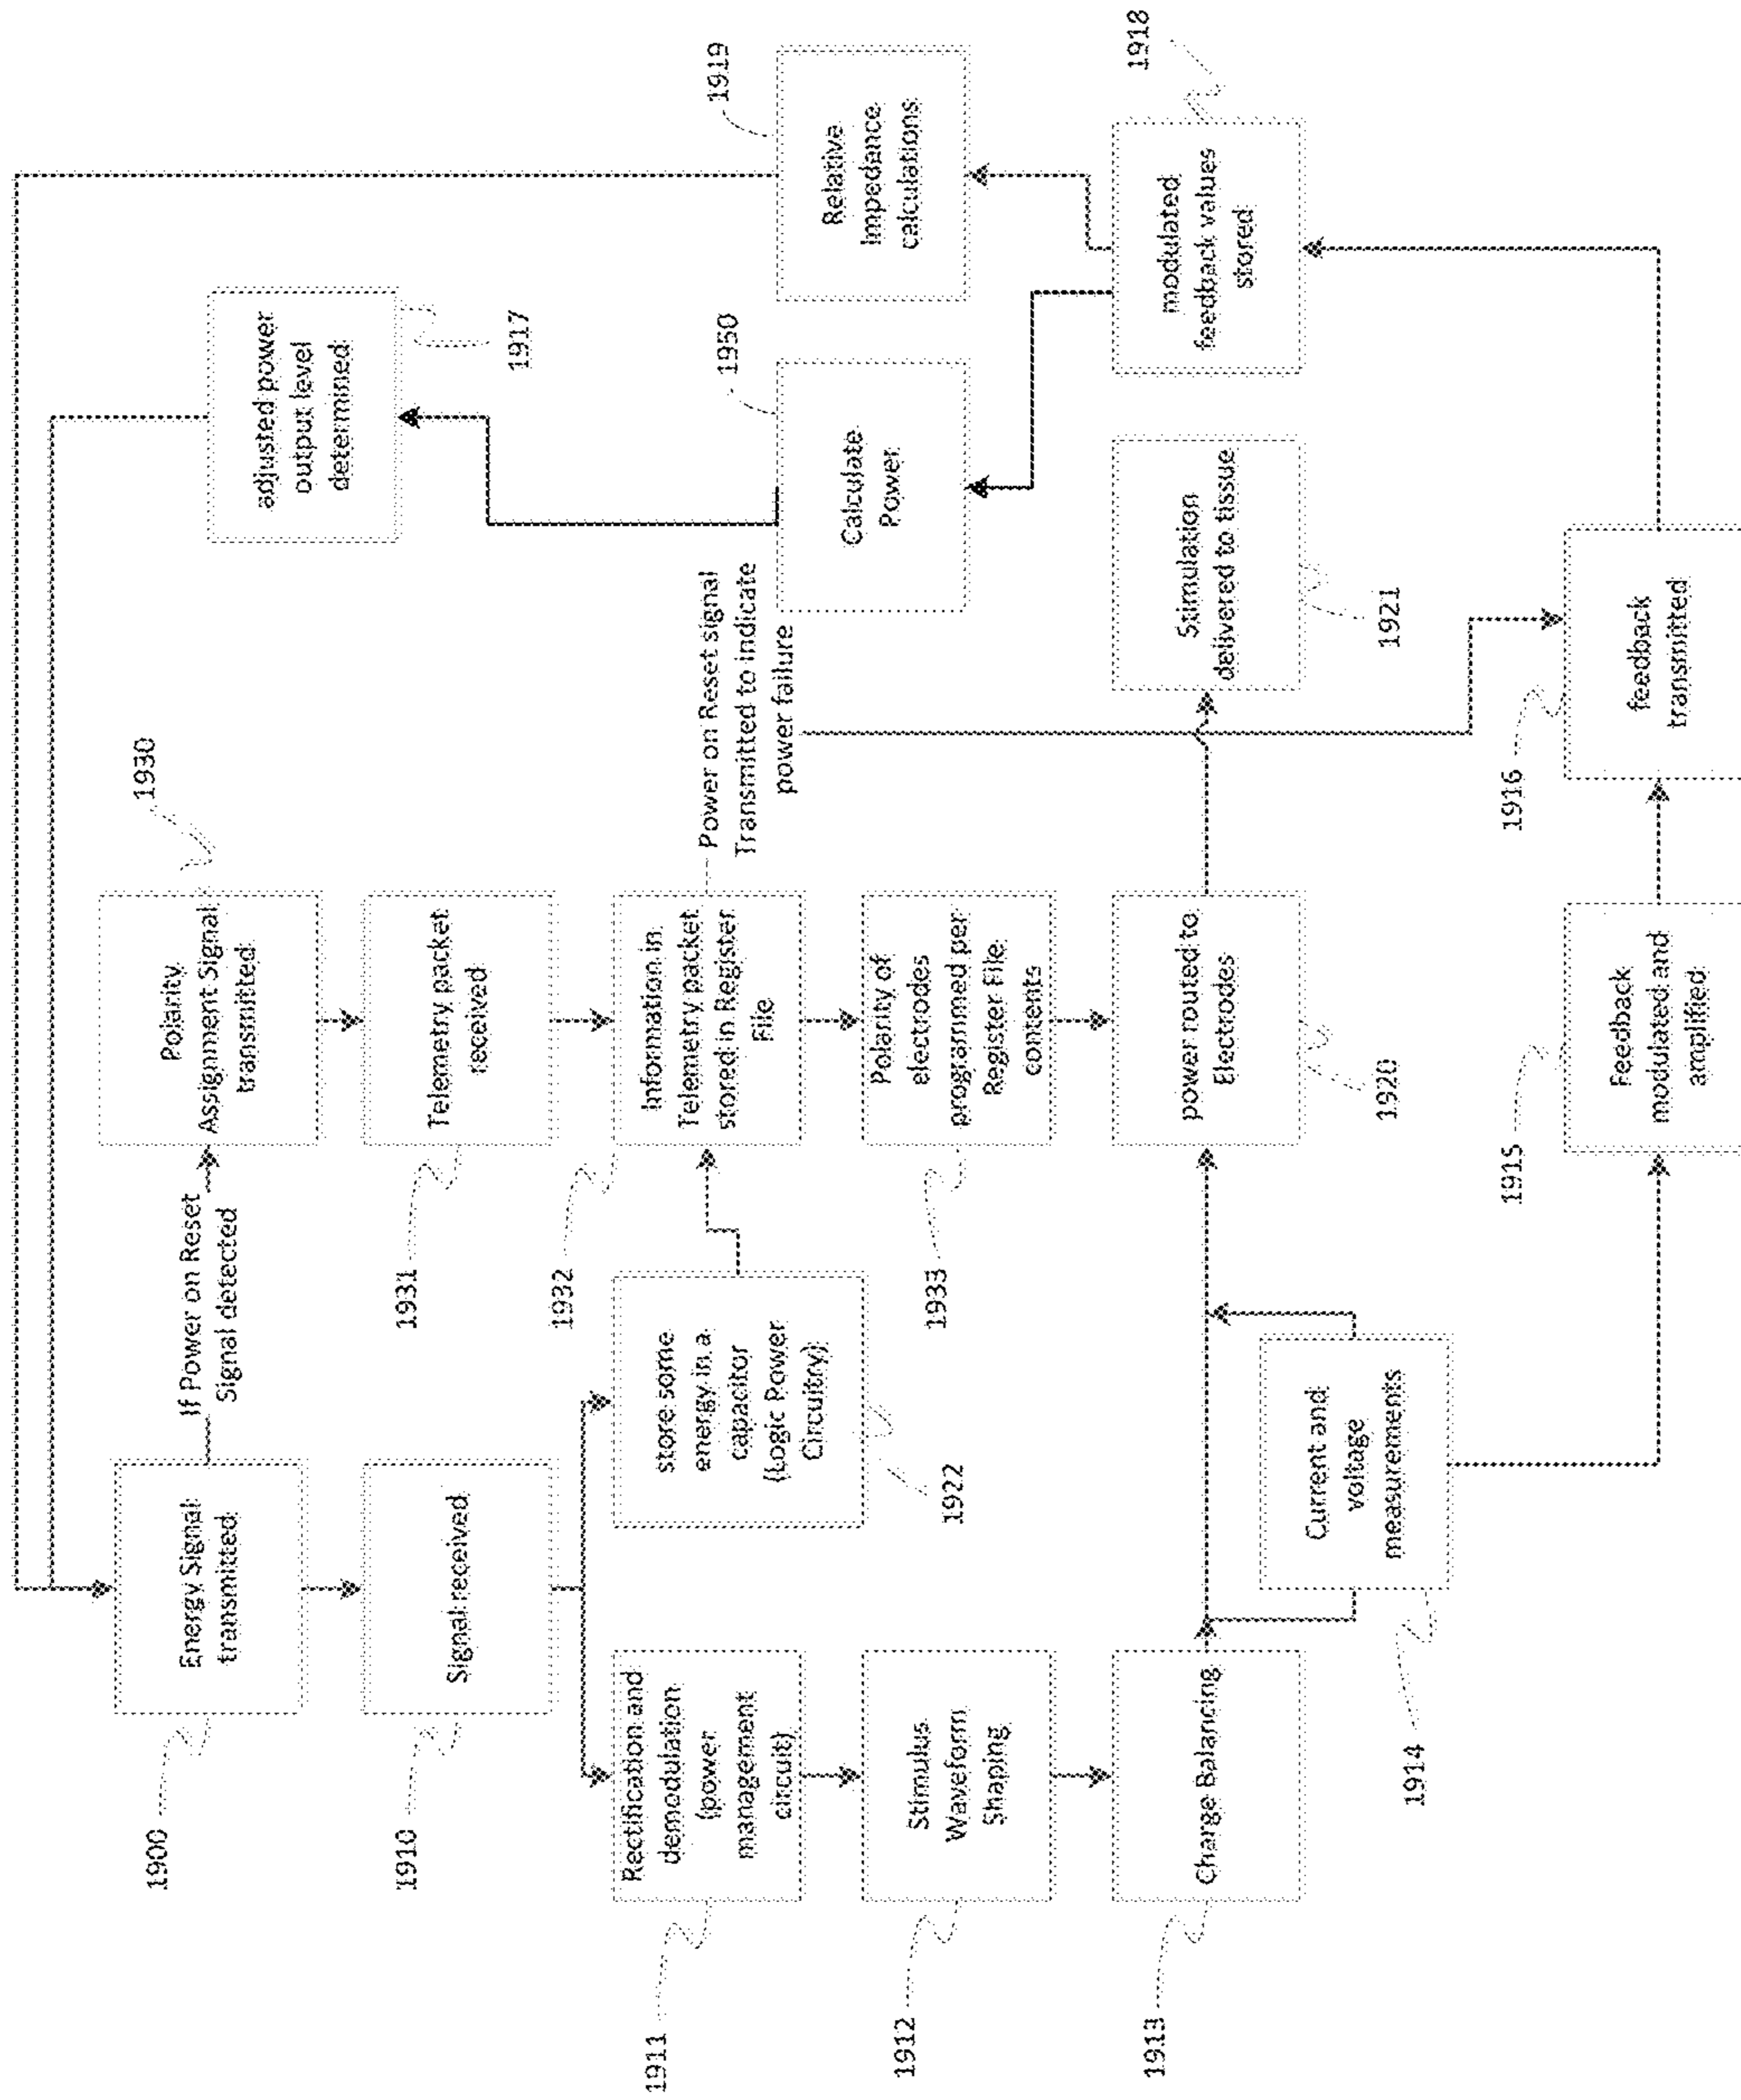 1900
Energy Signal
transmitted
If Power on Reset
Signal detected
Polarity
Assignment Signal
transmitted
1930
adjusted power
output level
determined
1917
1910
Signal received
1931
Telemetry packet
received
1911
Rectification and
demodulation
(power
management
circuit)
store some
energy in a
capacitor
(Logic Power
Circuitry)
1922
1932
Information in
Telemetry packet
stored in Register
File
Power on Reset signal
Transmitted to indicate
power failure
Calculate
Power
1950
Relative
Impedance
calculations
1919
1912
Stimulus
Waveform
Shaping
1933
Polarity of
electrodes
programmed per
Register File
contents
1913
Charge Balancing
Current and
voltage
measurements
1914
power routed to
Electrodes
1920
Stimulation
delivered to tissue
1921
modulated
feedback values
stored
1918
1915
Feedback
modulated and
amplified
1916
feedback
transmitted